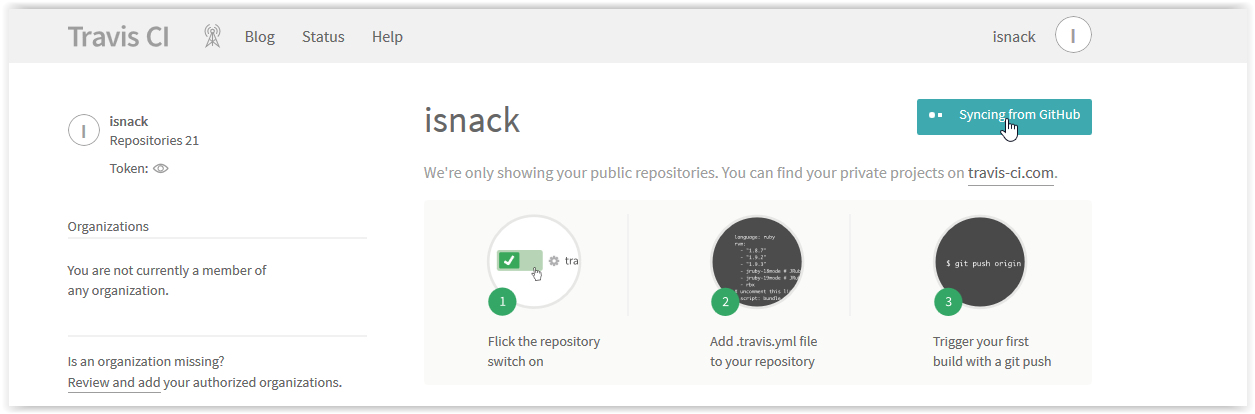 Travis CI
Blog
Status
Help
isnack
I
I
isnack
Repositories 21
Token:
Organizations
You are not currently a member of
any organization.
Is an organization missing?
Review and add your authorized organizations.
isnack
Syncing from GitHub
We're only showing your public repositories. You can find your private projects on travis-ci.com.
tra
1
Flick the repository
switch on
language: ruby
rvm:
- "1.8.7"
- "1.9.2"
- "1.9.3"
- jruby-18mode # JRub
- jruby-19mode # JRu
- rbx
# uncomment this li
script: bundle
2
Add .travis.yml file
to your repository
$ git push origin
3
Trigger your first
build with a git push